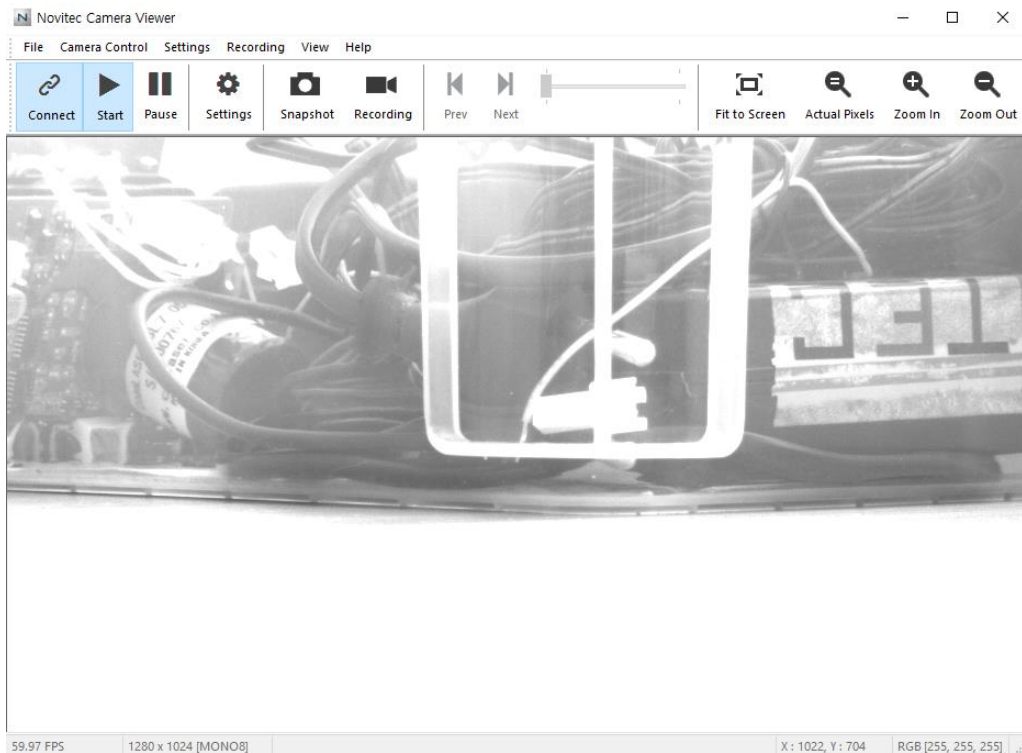 Novitec Camera Viewer
File Camera Control Settings Recording View Help
Connect Start Pause Settings Snapshot Recording Prev Next Fit to Screen Actual Pixels Zoom In Zoom Out
JET
59.97 FPS 1280 x 1024 [MONO8] X : 1022, Y : 704 RGB [255, 255, 255]